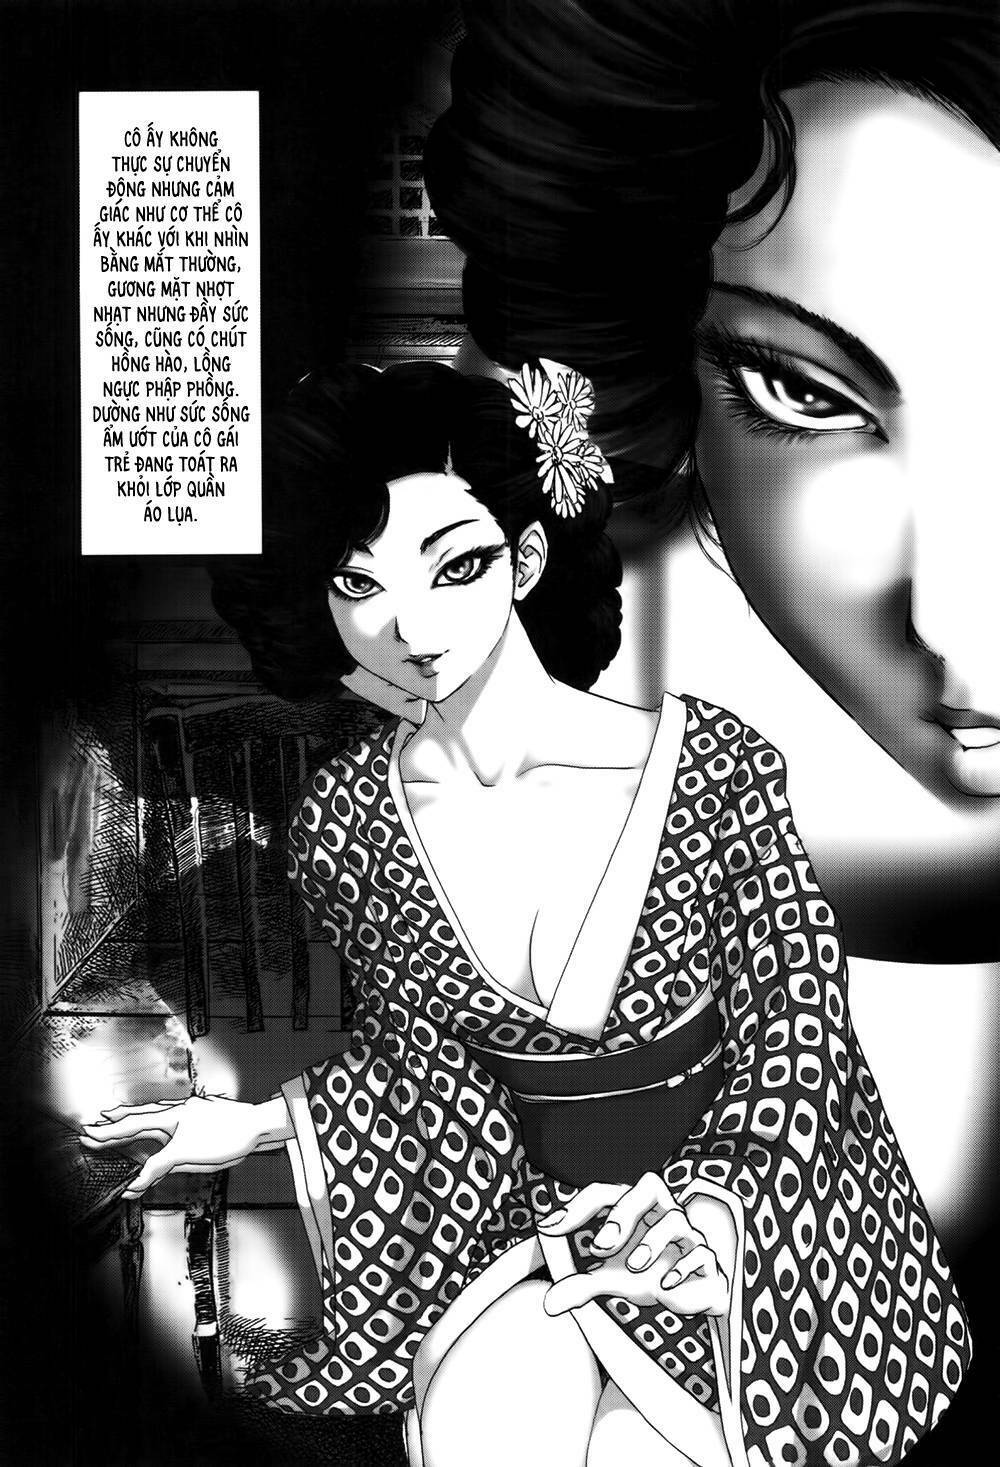 CÔ ẤY KHÔNG
THỰC SỰ CHUYỂN
ĐỘNG NHƯNG CẢM
GIÁC NHƯ CƠ THỂ CÔ
ẤY KHÁC VỚI KHI NHÌN
BẰNG MẮT THƯỜNG,
GƯƠNG MẶT NHỢT
NHẠT NHƯNG ĐẦY SỨC
SỐNG, CŨNG CÓ CHÚT
HỒNG HÀO, LỒNG
NGỰC PHẬP PHỒNG.
DƯỜNG NHƯ SỨC SỐNG
ẨM ƯỚT CỦA CÔ GÁI
TRẺ ĐANG TOÁT RA
KHỎI LỚP QUẦN
ÁO LỤA.